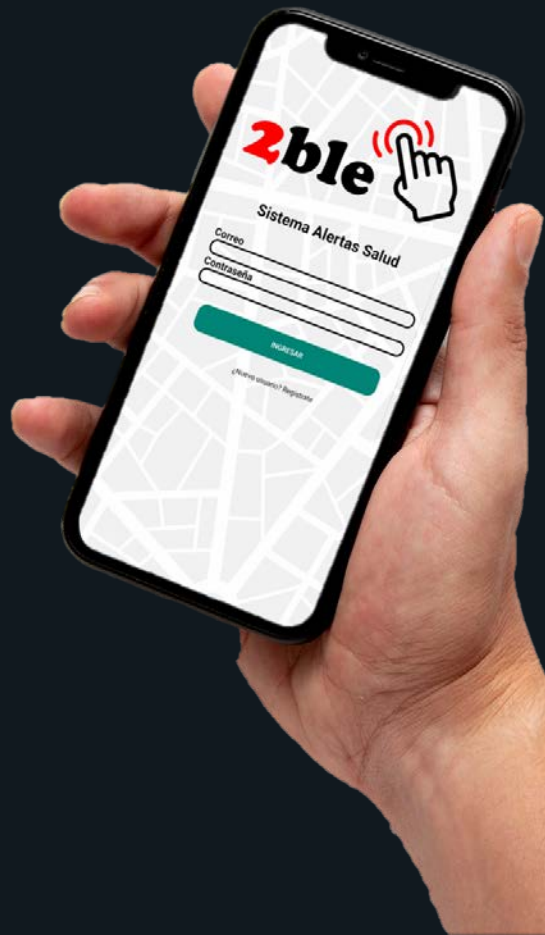 2ble
Sistema Alertas Salud
Correo
Contraseña
INGRESAR
¿Nuevo usuario? Registrate